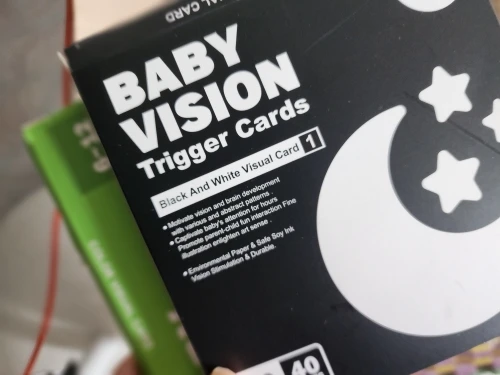 AL CARD
BABY
VISION
Trigger Cards
Black And White Visual Card 1
Motivate vision and brain development
with various and abstract patterns .
Captivate baby's attention for hours
Promote parent-child fun interaction Fine
illustration enlighten art sense .
Environmental Paper & Safe Soy Ink
Vision Stimulation & Durable.
40